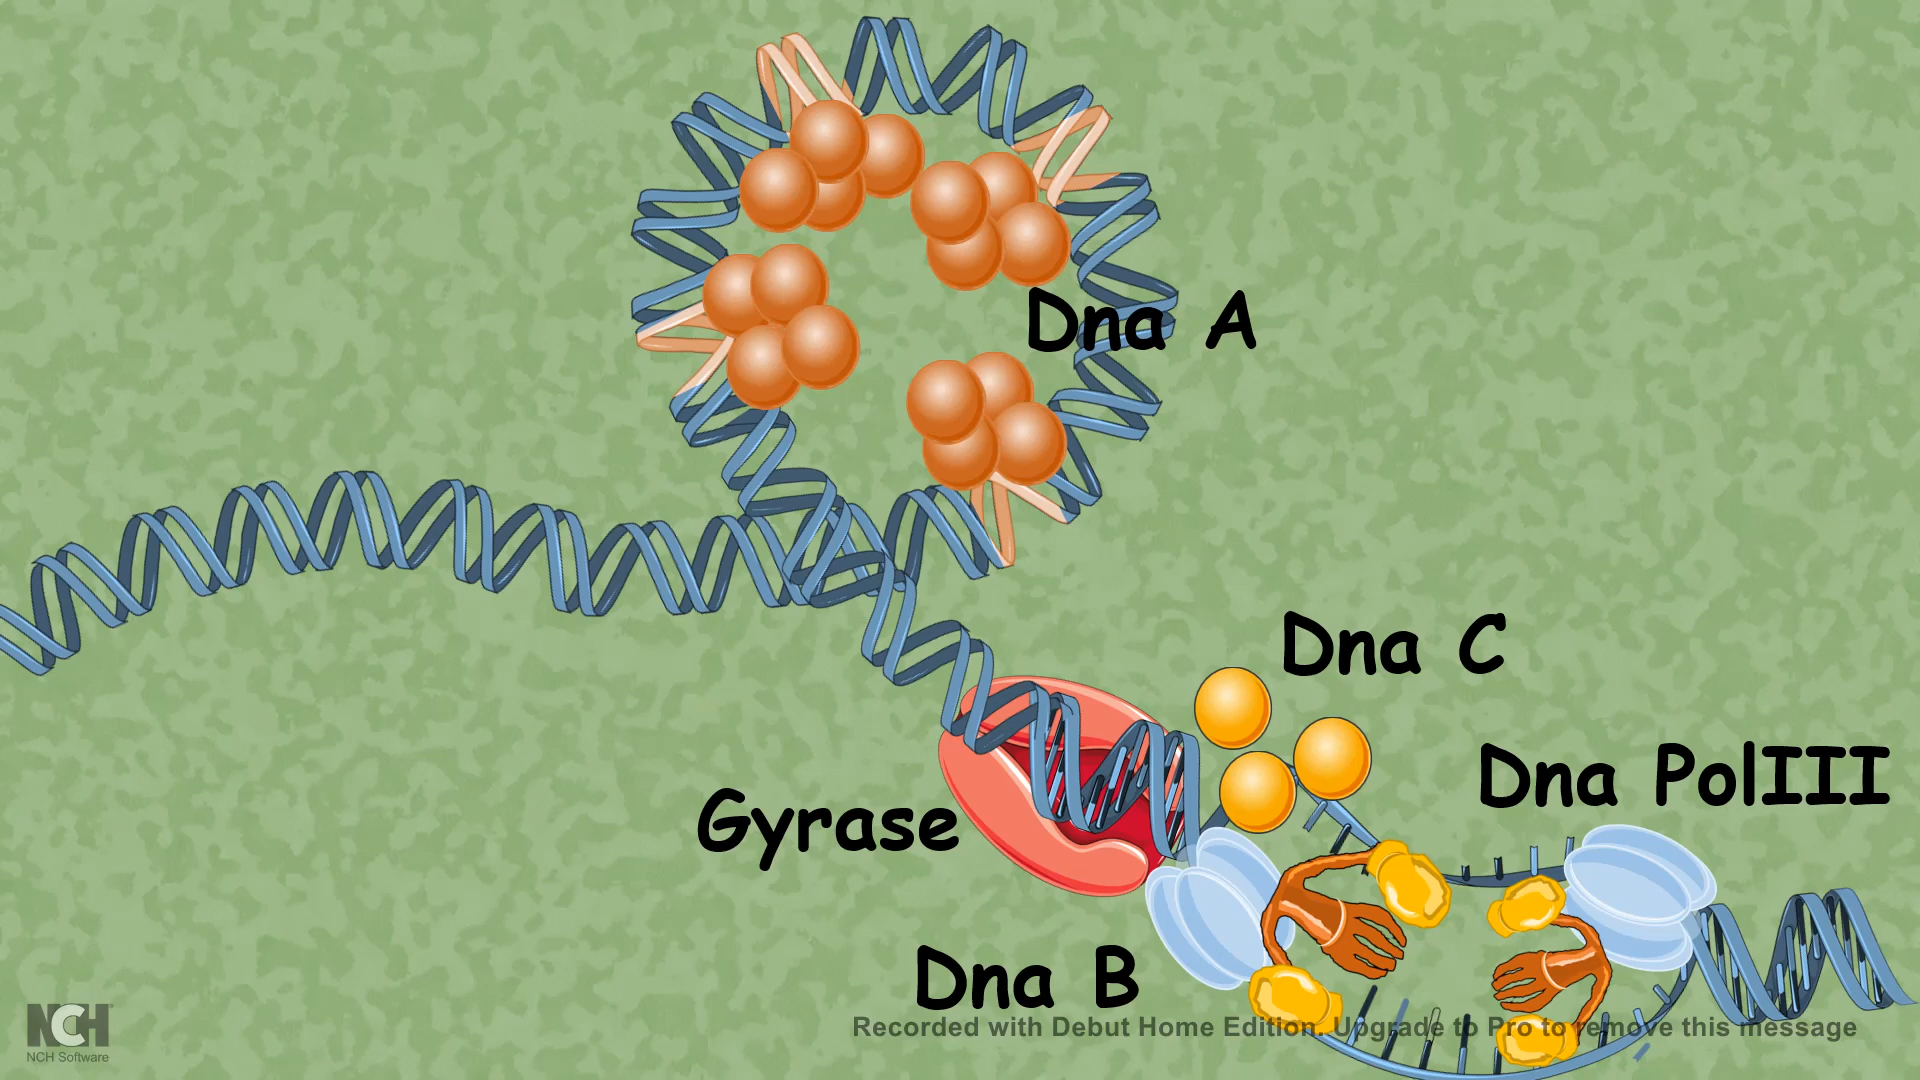 Dna A
Dna C
Dna PolIII
Gyrase
Dna B
NCH
NCH Software
Recorded with Debut Home Edition. Upgrade to Pro to remove this message